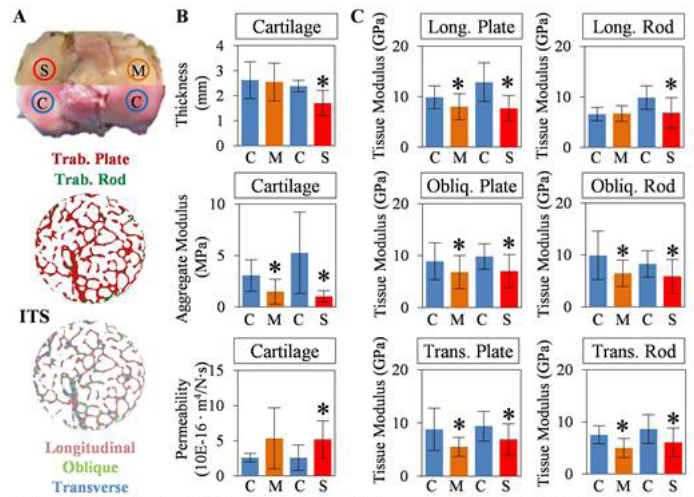 A
S
M
C
C
Trab. Plate
Trab. Rod
ITS
Longitudinal
Oblique
Transverse
B
Cartilage
Thickness
(mm)
4
3
2
1
0
*
C M C S
Cartilage
Aggregate Modulus
(MPa)
10
5
0
* *
C M C S
Cartilage
Permeability
(10E-16 · m⁴/N·s)
15
10
5
0
*
C M C S
C
Long. Plate
Tissue Modulus (GPa)
20
10
0
* *
C M C S
Long. Rod
Tissue Modulus (GPa)
20
10
0
*
C M C S
Obliq. Plate
Tissue Modulus (GPa)
20
10
0
* *
C M C S
Obliq. Rod
Tissue Modulus (GPa)
20
10
0
* *
C M C S
Trans. Plate
Tissue Modulus (GPa)
20
10
0
* *
C M C S
Trans. Rod
Tissue Modulus (GPa)
20
10
0
* *
C M C S